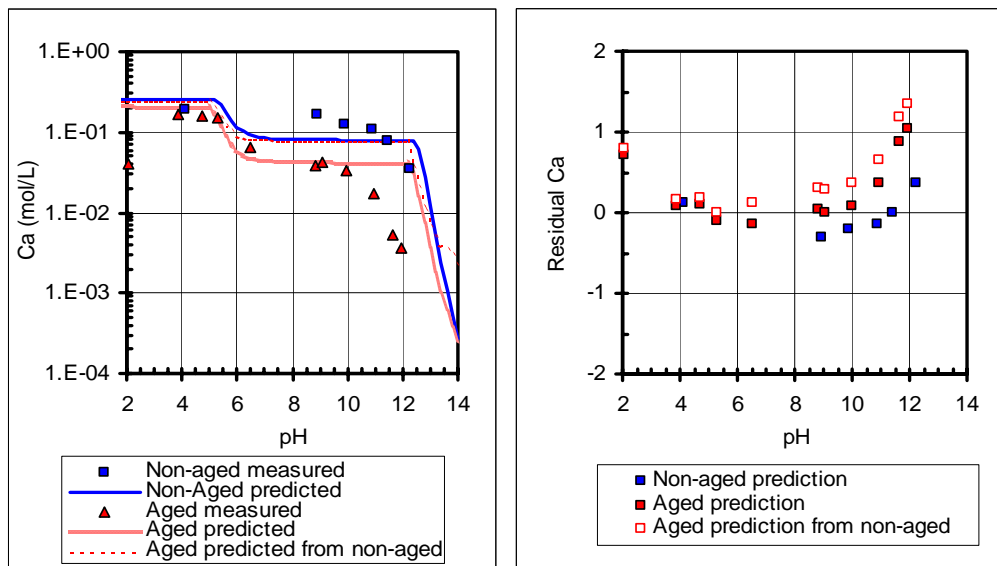 1.E+00
1.E-01
1.E-02
1.E-03
1.E-04
Ca (mol/L)
2 4 6 8 10 12 14
pH
Non-aged measured
Non-Aged predicted
Aged measured
Aged predicted
Aged predicted from non-aged
2
1
0
-1
-2
Residual Ca
2 4 6 8 10 12 14
pH
Non-aged prediction
Aged prediction
Aged prediction from non-aged